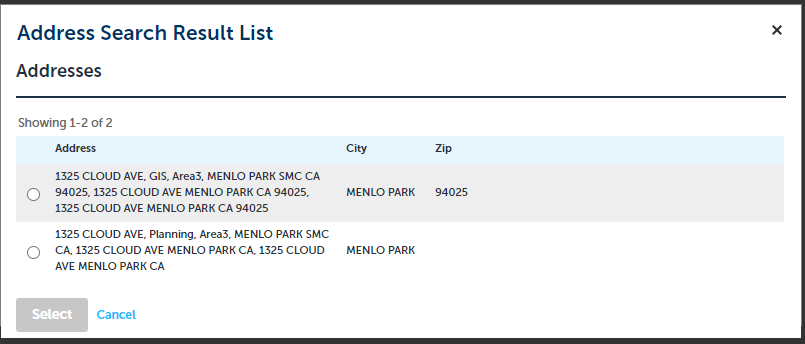 Address Search Result List
×
Addresses
Showing 1-2 of 2
Address City Zip
1325 CLOUD AVE, GIS, Area3, MENLO PARK SMC CA
94025, 1325 CLOUD AVE MENLO PARK CA 94025,
1325 CLOUD AVE MENLO PARK CA 94025
MENLO PARK 94025
1325 CLOUD AVE, Planning, Area3, MENLO PARK SMC
CA, 1325 CLOUD AVE MENLO PARK CA, 1325 CLOUD
AVE MENLO PARK CA
MENLO PARK
Select Cancel